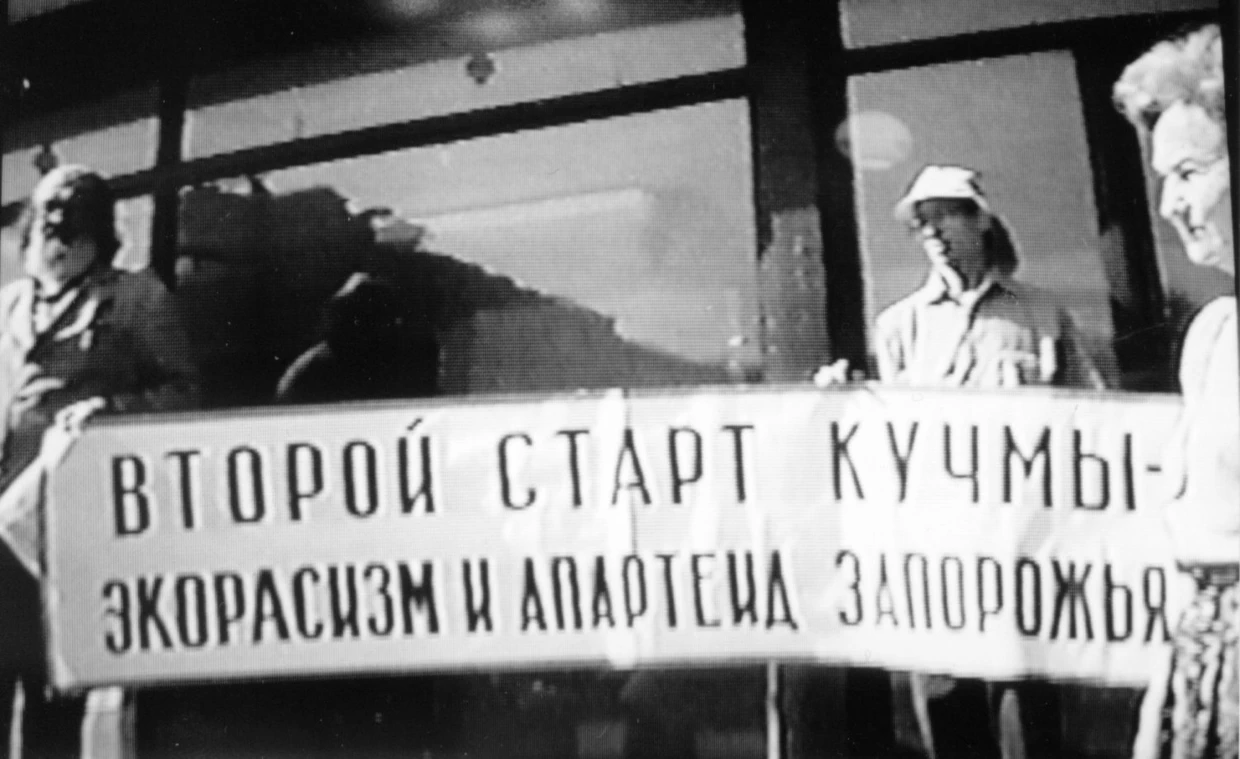 ВТОРОЙ СТАРТ КУЧМЫ-
ЭКОРАСИЗМ И АПАРТЕИД ЗАПОРОЖЬЯ